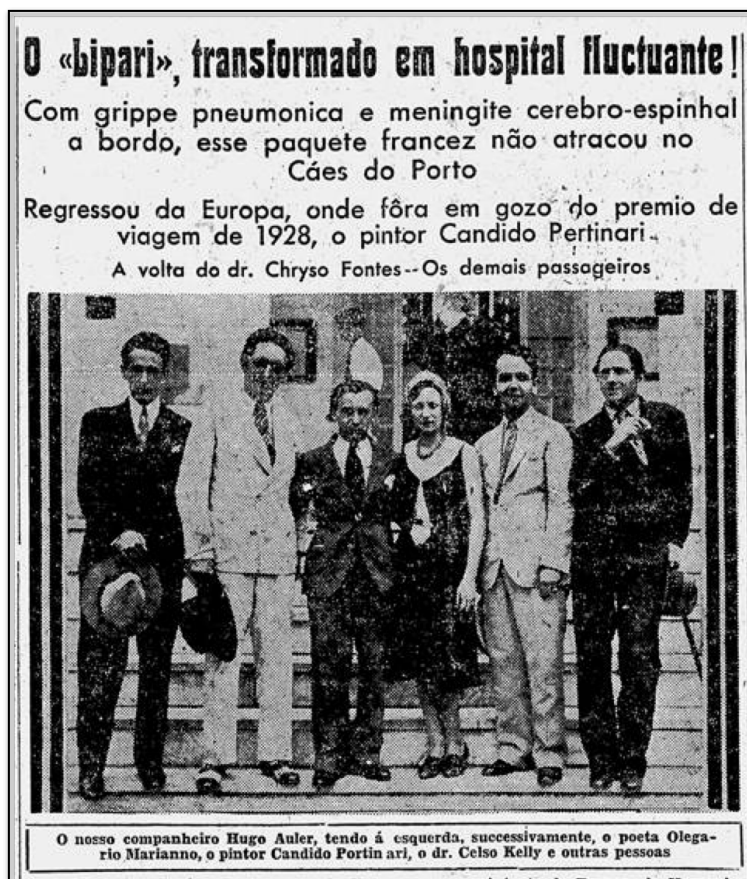 O «Lipari», transformado em hospital fluctuante!
Com grippe pneumonica e meningite cerebro-espinhal
a bordo, esse paquete francez não atracou no
Cáes do Porto
Regressou da Europa, onde fôra em gozo do premio de
viagem de 1928, o pintor Candido Pertinari
A volta do dr. Chryso Fontes--Os demais passageiros
O nosso companheiro Hugo Auler, tendo á esquerda, successivamente, o poeta Olega-
rio Marianno, o pintor Candido Portin ari, o dr. Celso Kelly e outras pessoas